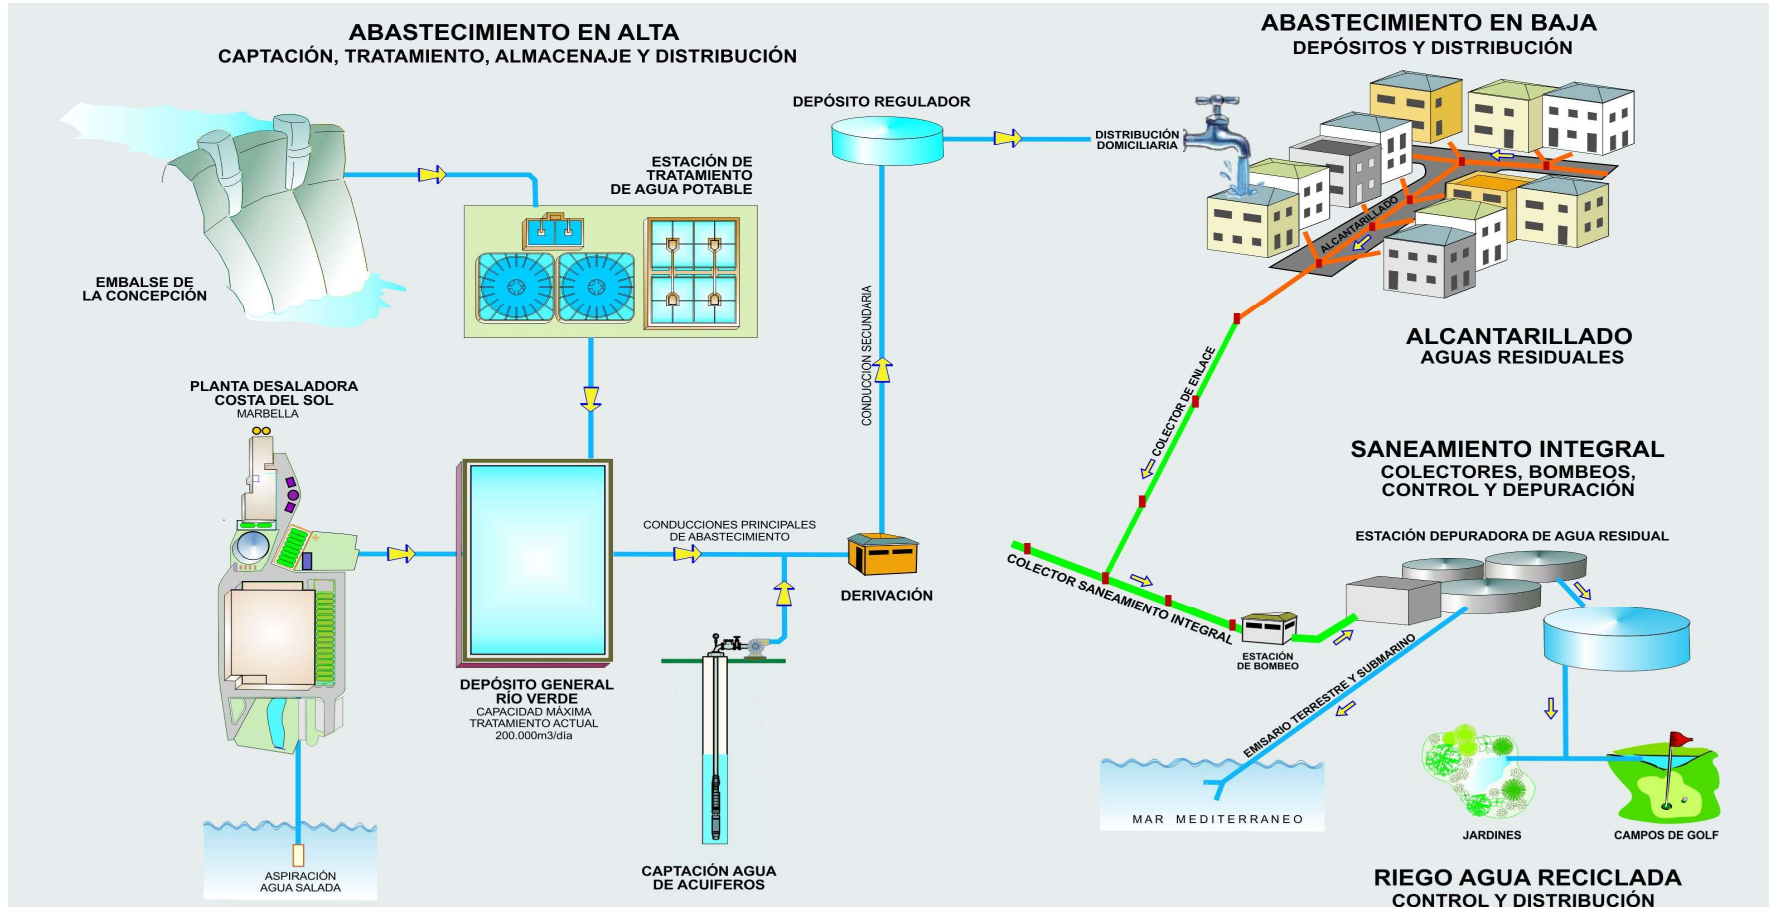 ABASTECIMIENTO EN ALTA
CAPTACIÓN, TRATAMIENTO, ALMACENAJE Y DISTRIBUCIÓN
ABASTECIMIENTO EN BAJA
DEPÓSITOS Y DISTRIBUCIÓN
DEPÓSITO REGULADOR
DISTRIBUCIÓN
DOMICILIARIA
ESTACIÓN DE
TRATAMIENTO
DE AGUA POTABLE
EMBALSE DE
LA CONCEPCIÓN
ALCANTARILLADO
CONDUCCION SECUNDARIA
ALCANTARILLADO
AGUAS RESIDUALES
COLECTOR DE ENLACE
PLANTA DESALADORA
COSTA DEL SOL
MARBELLA
SANEAMIENTO INTEGRAL
COLECTORES, BOMBEOS,
CONTROL Y DEPURACIÓN
CONDUCCIONES PRINCIPALES
DE ABASTECIMIENTO
DERIVACIÓN
ESTACIÓN DEPURADORA DE AGUA RESIDUAL
COLECTOR SANEAMIENTO INTEGRAL
ESTACIÓN
DE BOMBEO
DEPÓSITO GENERAL
RÍO VERDE
CAPACIDAD MÁXIMA
TRATAMIENTO ACTUAL
200.000m3/día
EMISARIO TERRESTRE Y SUBMARINO
MAR MEDITERRANEO
JARDINES
CAMPOS DE GOLF
ASPIRACIÓN
AGUA SALADA
CAPTACIÓN AGUA
DE ACUIFEROS
RIEGO AGUA RECICLADA
CONTROL Y DISTRIBUCIÓN